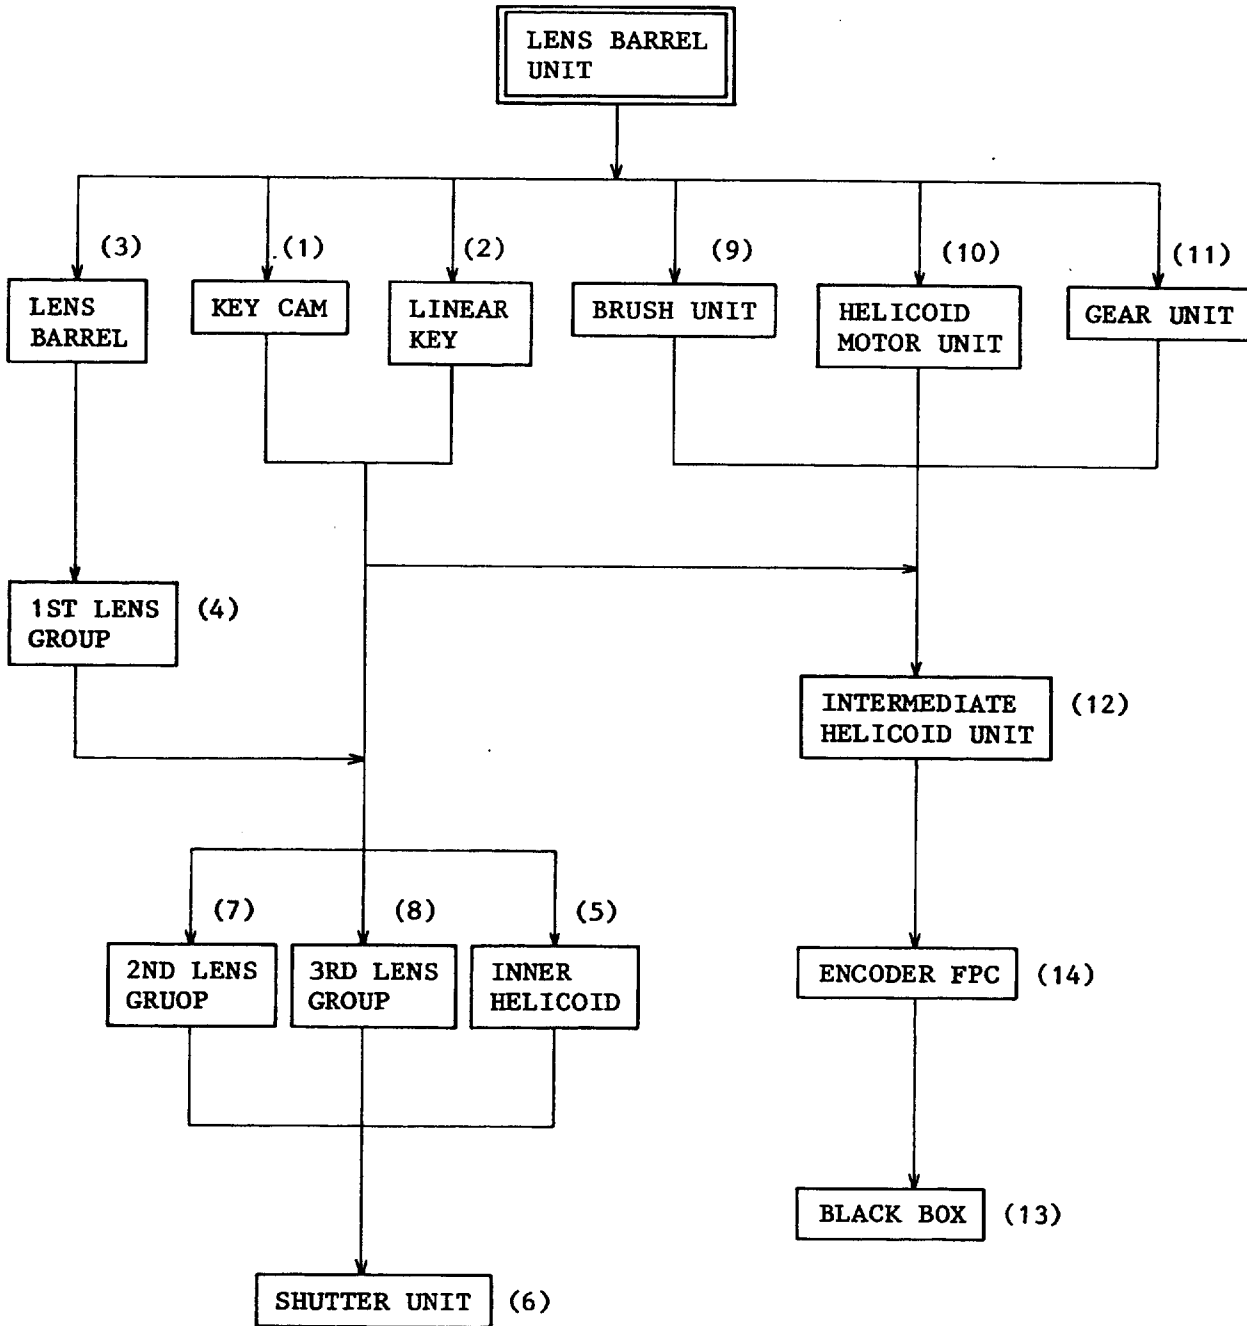 LENS BARREL
UNIT
(3)
(1)
(2)
(9)
(10)
(11)
LENS
BARREL
KEY CAM
LINEAR
KEY
BRUSH UNIT
HELICOID
MOTOR UNIT
GEAR UNIT
1ST LENS
GROUP
(4)
INTERMEDIATE
HELICOID UNIT
(12)
(7)
(8)
(5)
2ND LENS
GRUOP
3RD LENS
GROUP
INNER
HELICOID
ENCODER FPC
(14)
BLACK BOX
(13)
SHUTTER UNIT
(6)